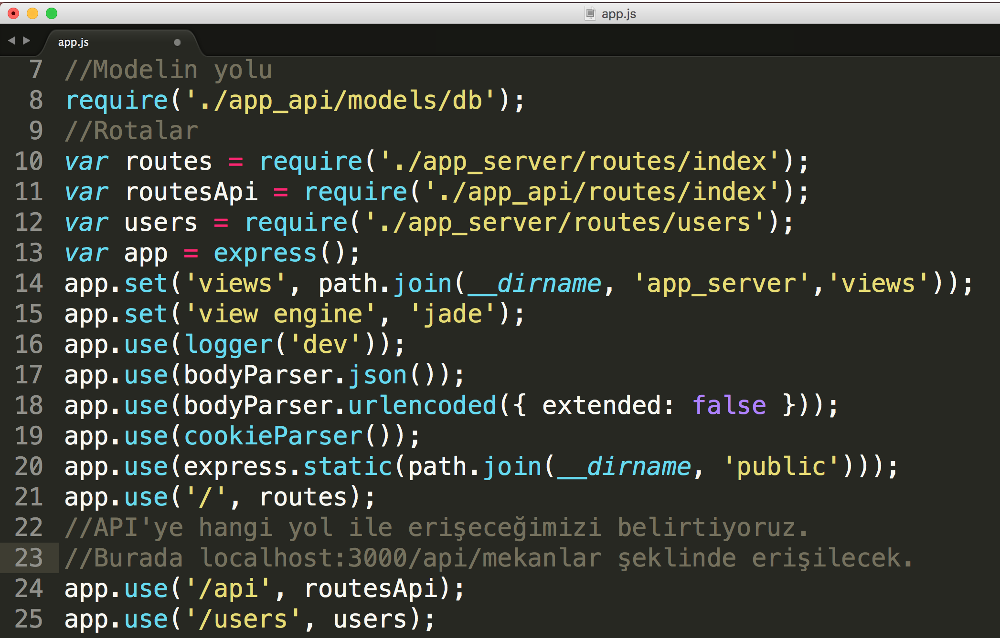 app.js
app.js
7 //Modelin yolu
8 require('./app_api/models/db');
9 //Rotalar
10 var routes = require('./app_server/routes/index');
11 var routesApi = require('./app_api/routes/index');
12 var users = require('./app_server/routes/users');
13 var app = express();
14 app.set('views', path.join(__dirname, 'app_server','views'));
15 app.set('view engine', 'jade');
16 app.use(logger('dev'));
17 app.use(bodyParser.json());
18 app.use(bodyParser.urlencoded({ extended: false }));
19 app.use(cookieParser());
20 app.use(express.static(path.join(__dirname, 'public')));
21 app.use('/', routes);
22 //API'ye hangi yol ile erişeceğimizi belirtiyoruz.
23 //Burada localhost:3000/api/mekanlar şeklinde erişilecek.
24 app.use('/api', routesApi);
25 app.use('/users', users);